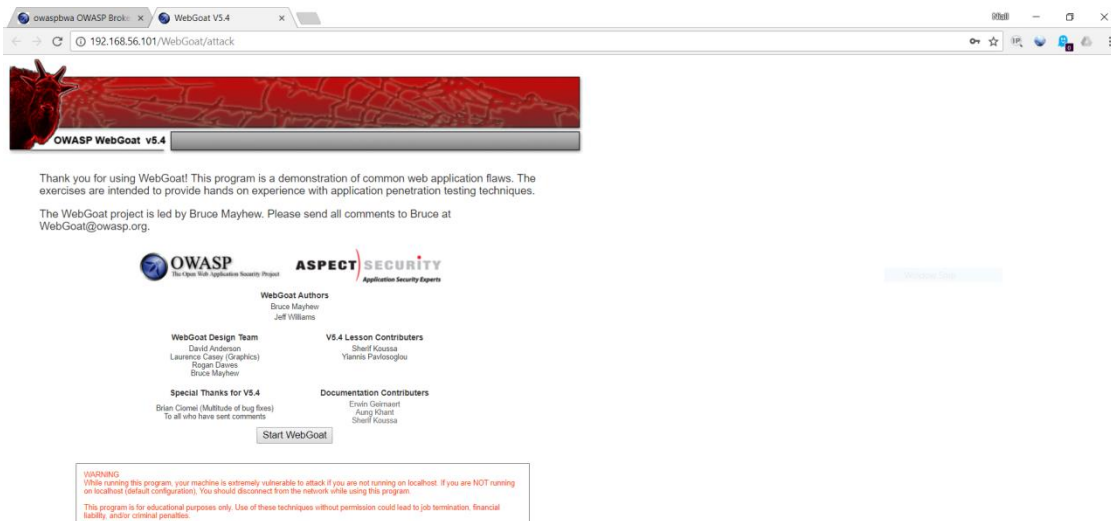 owaspbwa OWASP Broke
WebGoat V5.4
Niall
192.168.56.101/WebGoat/attack
OWASP WebGoat v5.4
Thank you for using WebGoat! This program is a demonstration of common web application flaws. The
exercises are intended to provide hands on experience with application penetration testing techniques.
The WebGoat project is led by Bruce Mayhew. Please send all comments to Bruce at
WebGoat@owasp.org.
OWASP
The Open Web Application Security Project
ASPECT SECURITY
Application Security Experts
WebGoat Authors
Bruce Mayhew
Jeff Williams
WebGoat Design Team
David Anderson
Laurence Casey (Graphics)
Rogan Dawes
Bruce Mayhew
V5.4 Lesson Contributers
Sherif Koussa
Yiannis Pavlosoglou
Special Thanks for V5.4
Brian Ciomei (Multitude of bug fixes)
To all who have sent comments
Documentation Contributers
Erwin Geirnaert
Aung Khant
Sherif Koussa
Start WebGoat
WARNING
While running this program, your machine is extremely vulnerable to attack if you are not running on localhost. If you are NOT running
on localhost (default configuration), You should disconnect from the network while using this program.
This program is for educational purposes only. Use of these techniques without permission could lead to job termination, financial
liability, and/or criminal penalties.